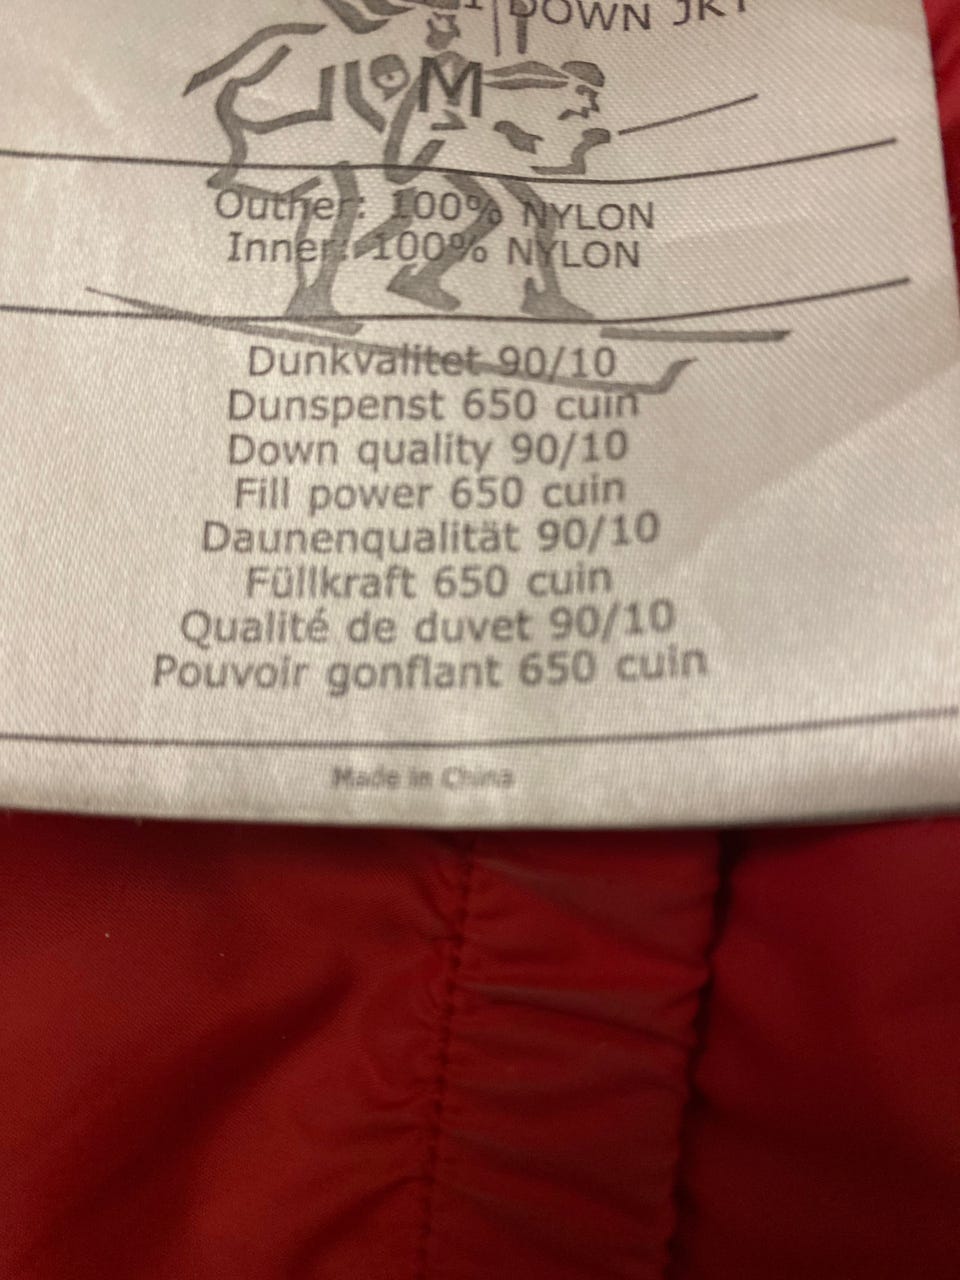 DOWN JKT
M
Outher: 100% NYLON
Inner: 100% NYLON
Dunkvalitet 90/10
Dunspenst 650 cuin
Down quality 90/10
Fill power 650 cuin
Daunenqualität 90/10
Füllkraft 650 cuin
Qualité de duvet 90/10
Pouvoir gonflant 650 cuin
Made in China